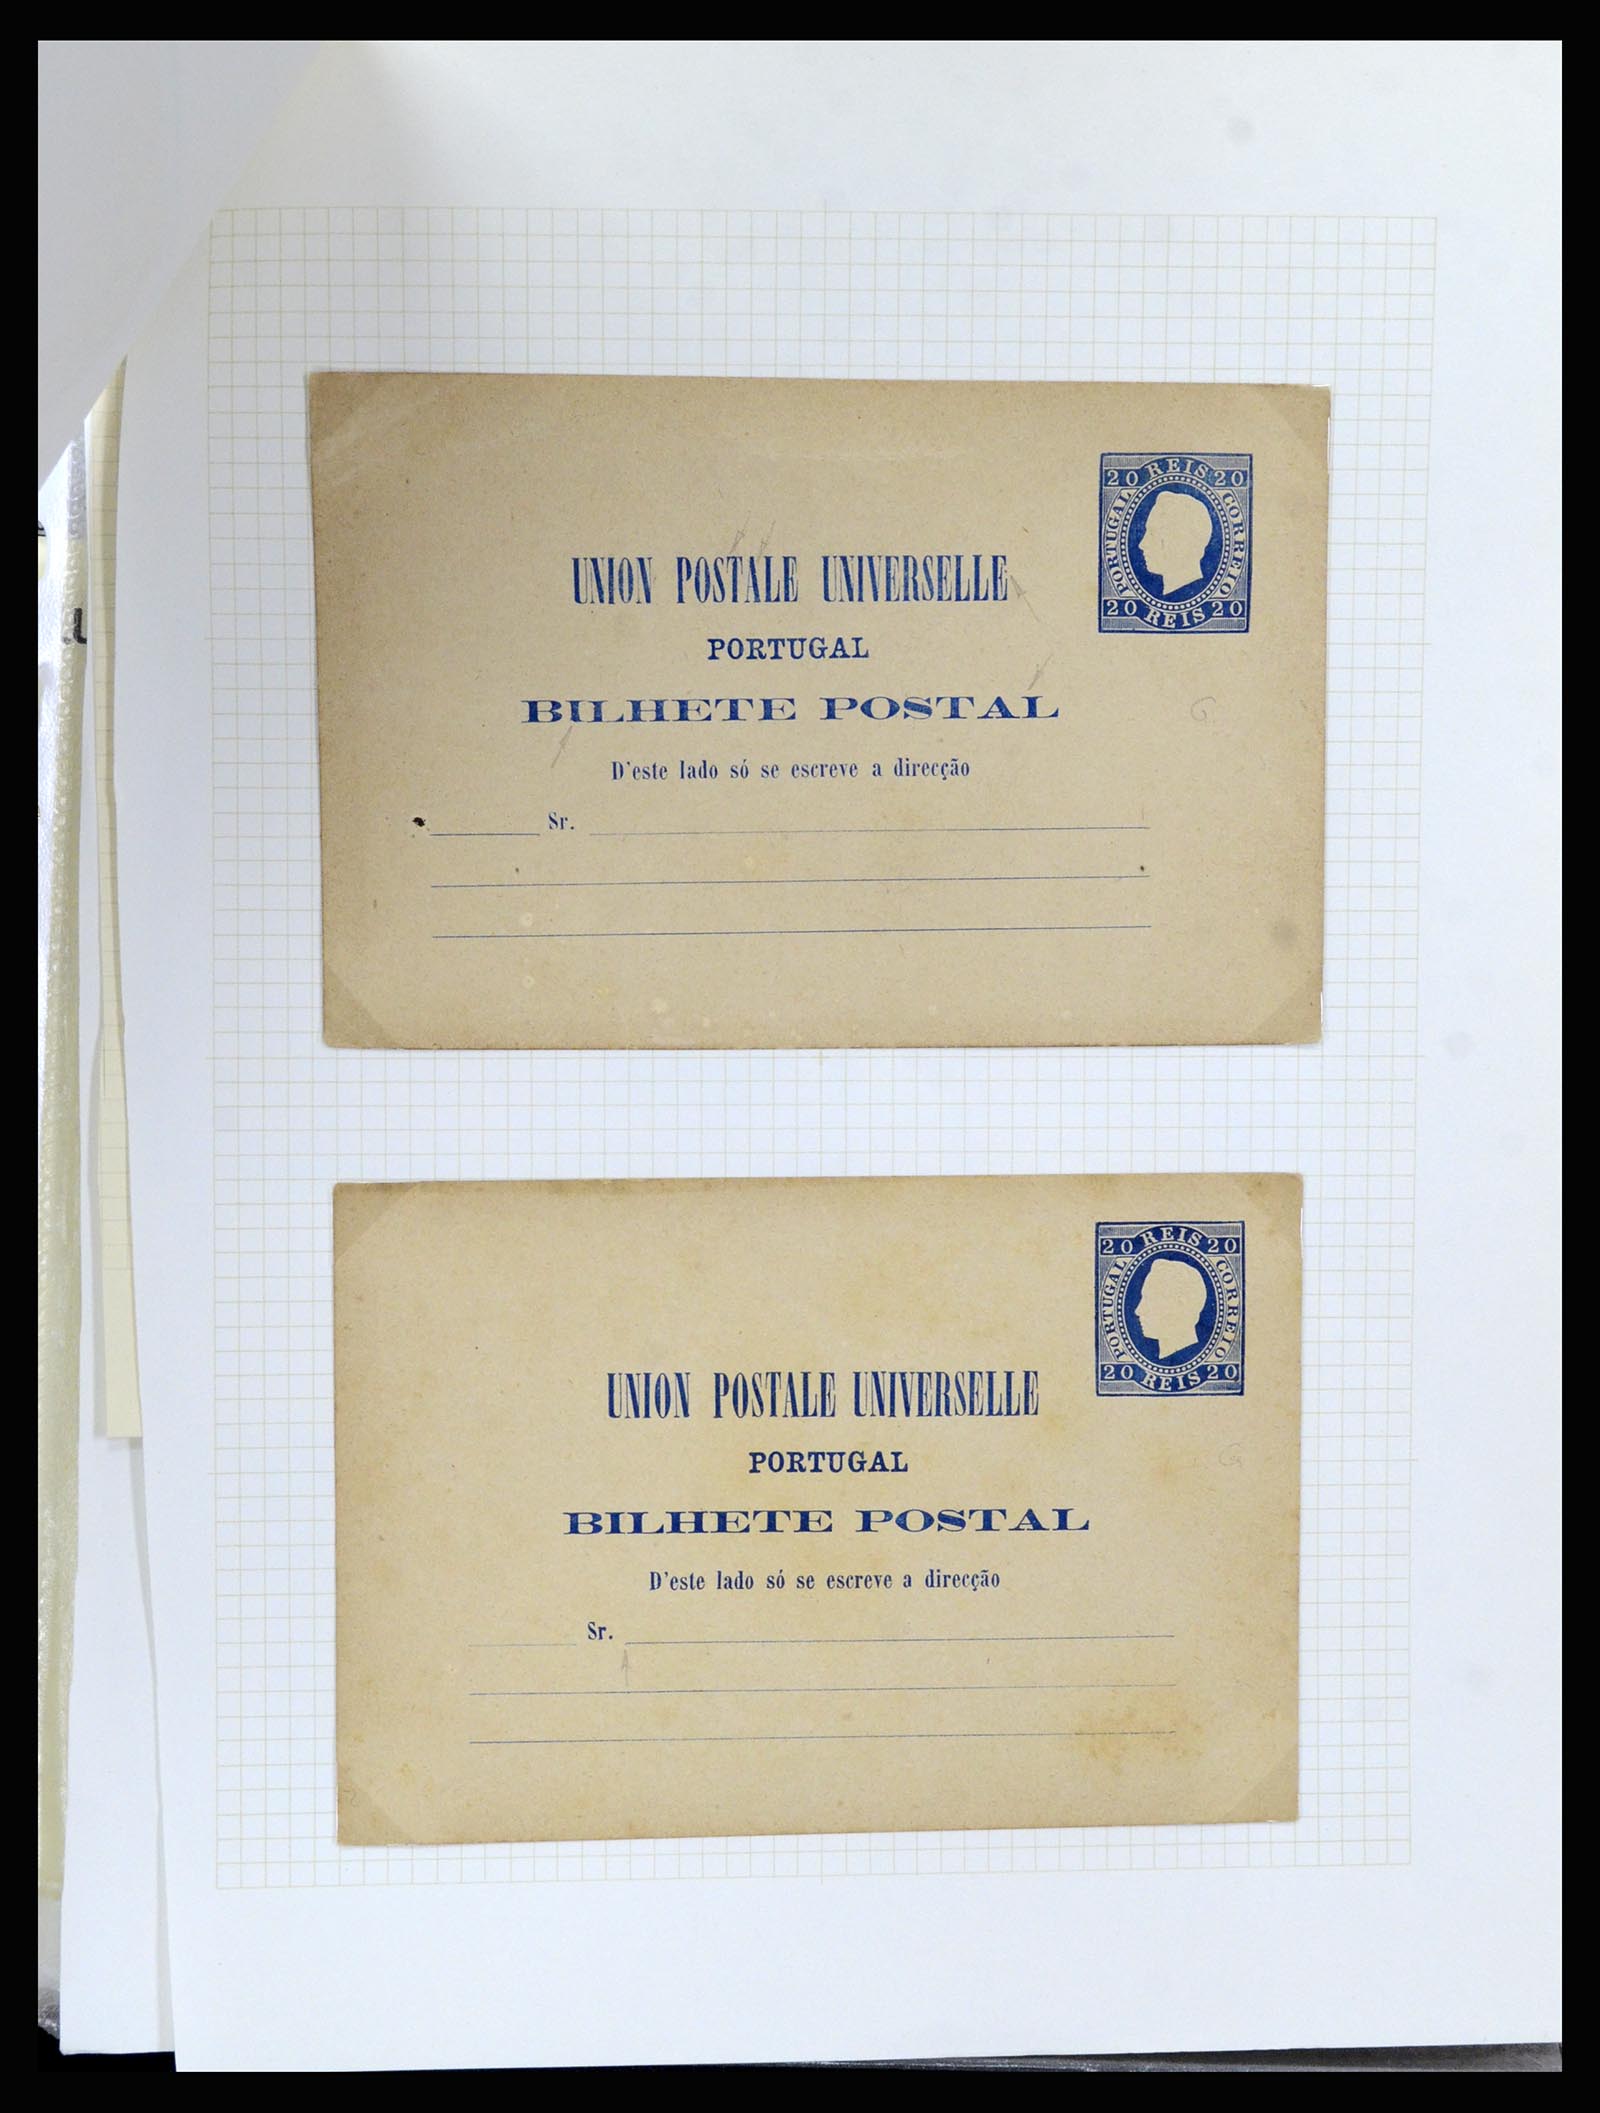 20 REIS 20
PORTUGAL
CORREIO
20 REIS 20
UNION POSTALE UNIVERSELLE
PORTUGAL
BILHETE POSTAL
G
D'este lado só se escreve a direcção
Sr.
20 REIS 20
PORTUGAL
CORREIO
20 REIS 20
UNION POSTALE UNIVERSELLE
PORTUGAL
G
BILHETE POSTAL
D'este lado só se escreve a direcção
Sr.